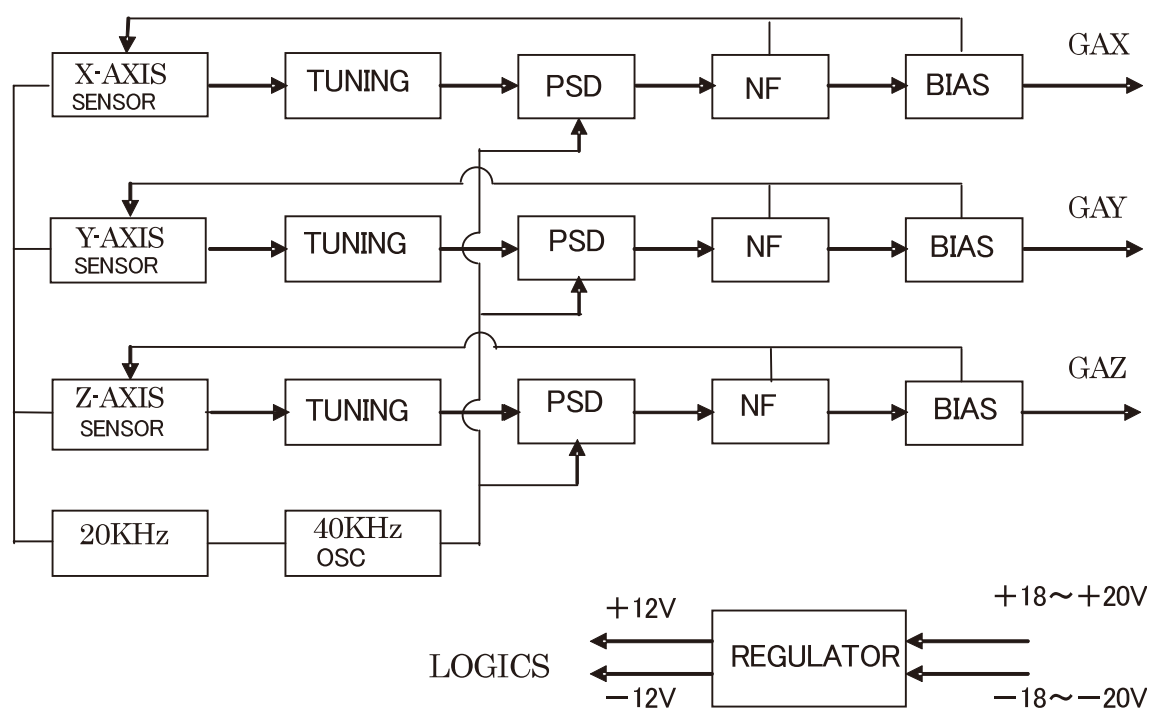 X-AXIS
SENSOR
TUNING
PSD
NF
BIAS
GAX
Y-AXIS
SENSOR
TUNING
PSD
NF
BIAS
GAY
Z-AXIS
SENSOR
TUNING
PSD
NF
BIAS
GAZ
20KHz
40KHz
OSC
LOGICS
+12V
−12V
REGULATOR
+18～+20V
−18～−20V